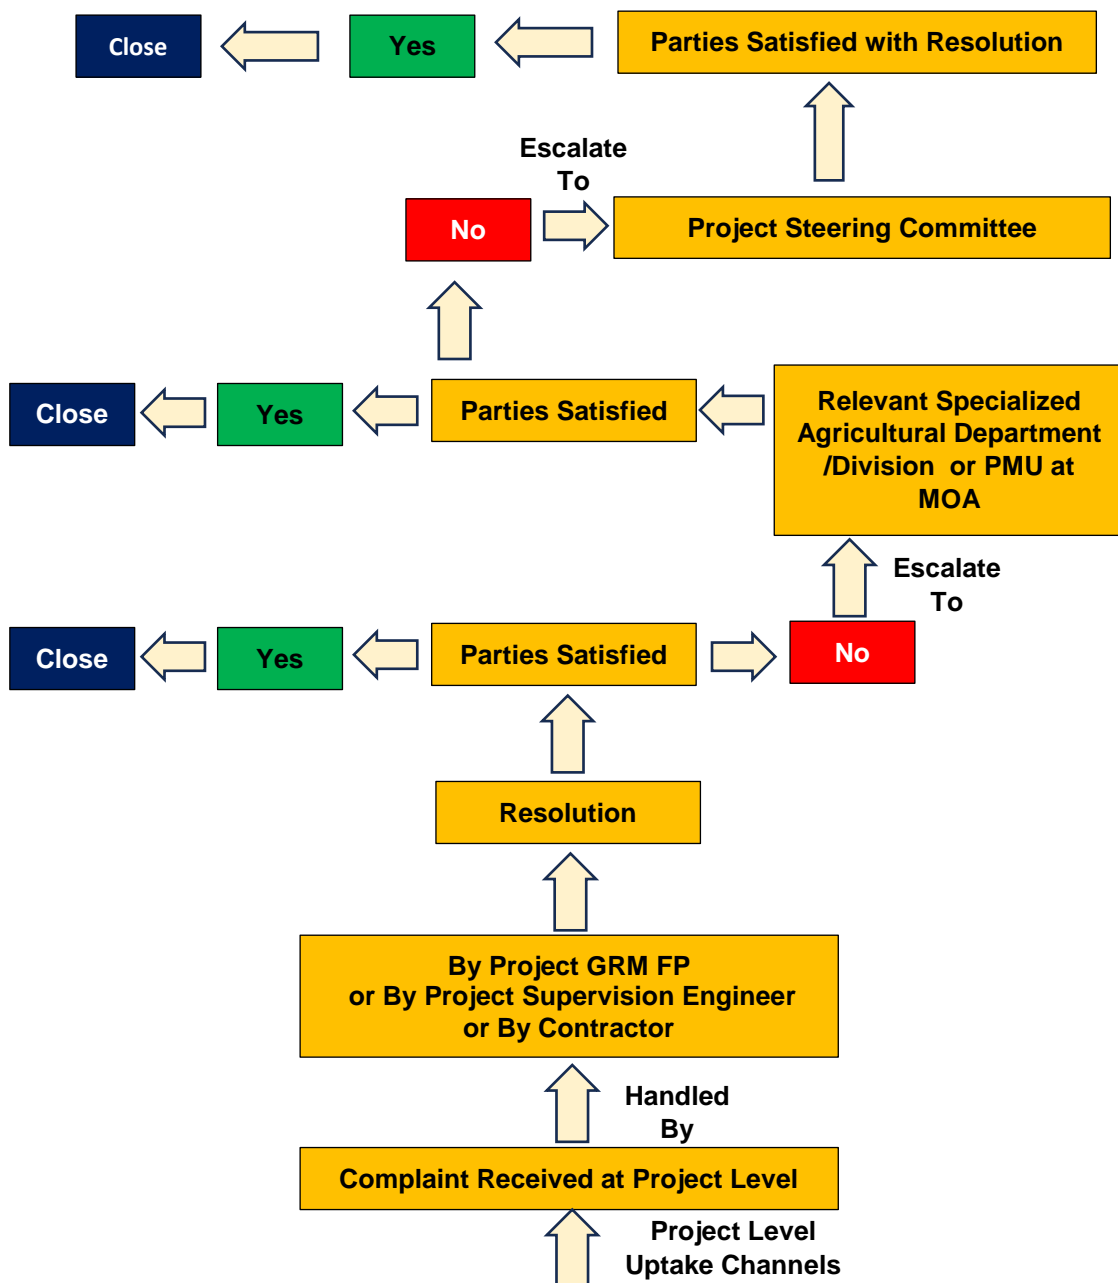 Close
Yes
Parties Satisfied with Resolution
Escalate
To
No
Project Steering Committee
Close
Yes
Parties Satisfied
Relevant Specialized
Agricultural Department
/Division or PMU at
MOA
Escalate
To
Close
Yes
Parties Satisfied
No
Resolution
By Project GRM FP
or By Project Supervision Engineer
or By Contractor
Handled
By
Complaint Received at Project Level
Project Level
Uptake Channels